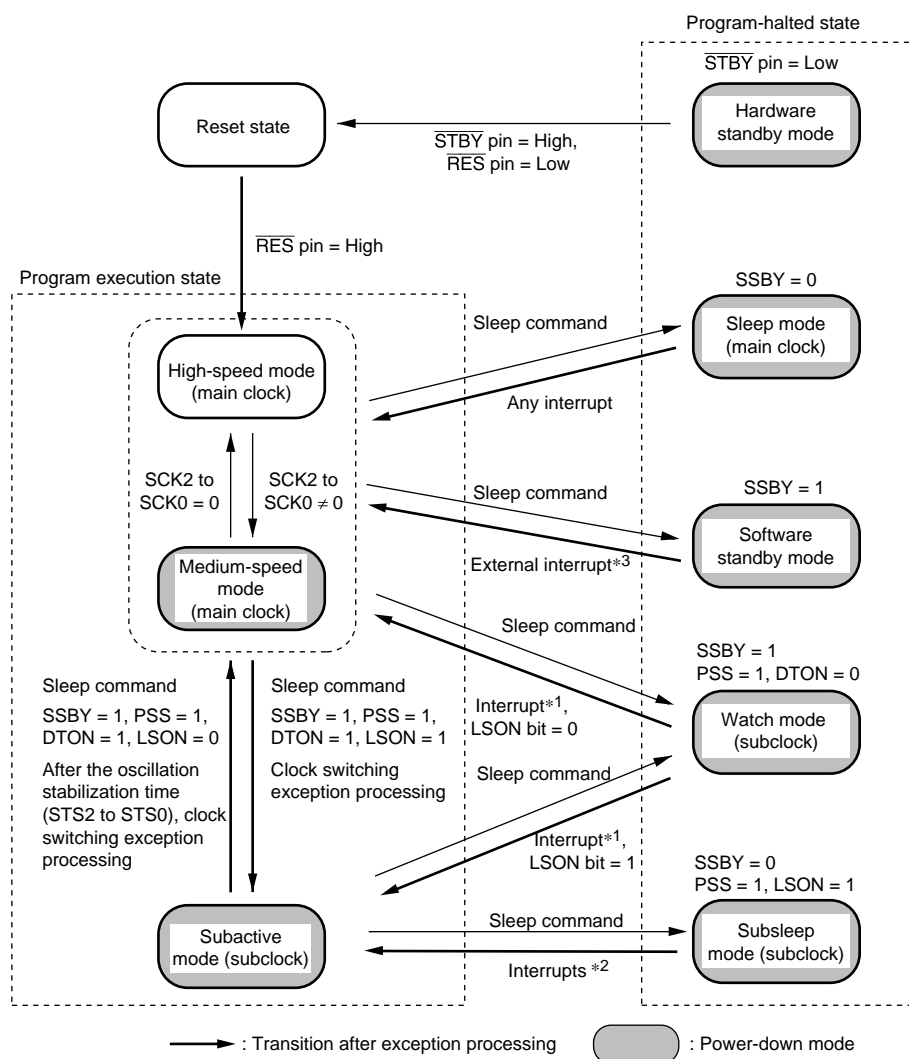 Program-halted state
STBY pin = Low
Hardware
standby mode
Reset state
STBY pin = High,
RES pin = Low
RES pin = High
Program execution state
SSBY = 0
Sleep mode
(main clock)
Sleep command
Any interrupt
High-speed mode
(main clock)
SCK2 to
SCK0 = 0
SCK2 to
SCK0 ≠ 0
Sleep command
External interrupt*3
SSBY = 1
Software
standby mode
Medium-speed
mode
(main clock)
Sleep command
Interrupt*1,
LSON bit = 0
SSBY = 1
PSS = 1, DTON = 0
Watch mode
(subclock)
Sleep command
SSBY = 1, PSS = 1,
DTON = 1, LSON = 0
After the oscillation
stabilization time
(STS2 to STS0), clock
switching exception
processing
Sleep command
SSBY = 1, PSS = 1,
DTON = 1, LSON = 1
Clock switching
exception processing
Sleep command
Interrupt*1,
LSON bit = 1
SSBY = 0
PSS = 1, LSON = 1
Subsleep
mode (subclock)
Sleep command
Interrupts *2
Subactive
mode (subclock)
: Transition after exception processing
: Power-down mode